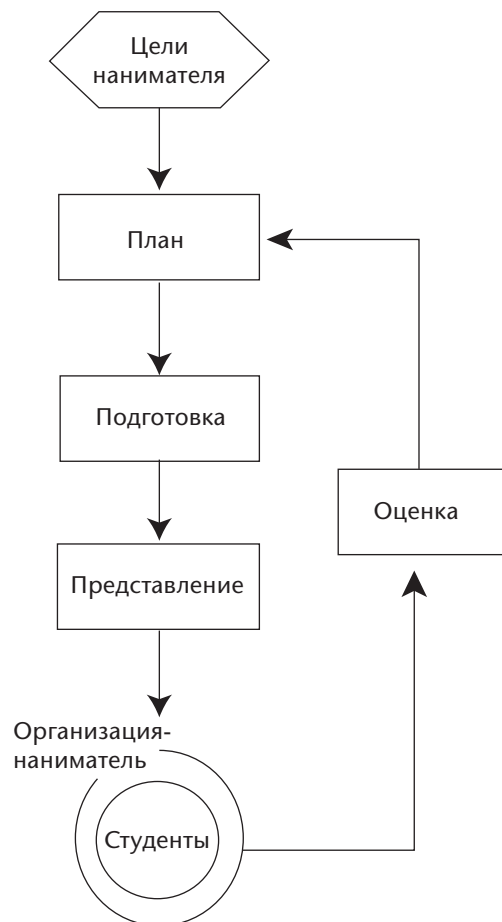 Цели
нанимателя
План
Подготовка
Оценка
Представление
Организация-
наниматель
Студенты